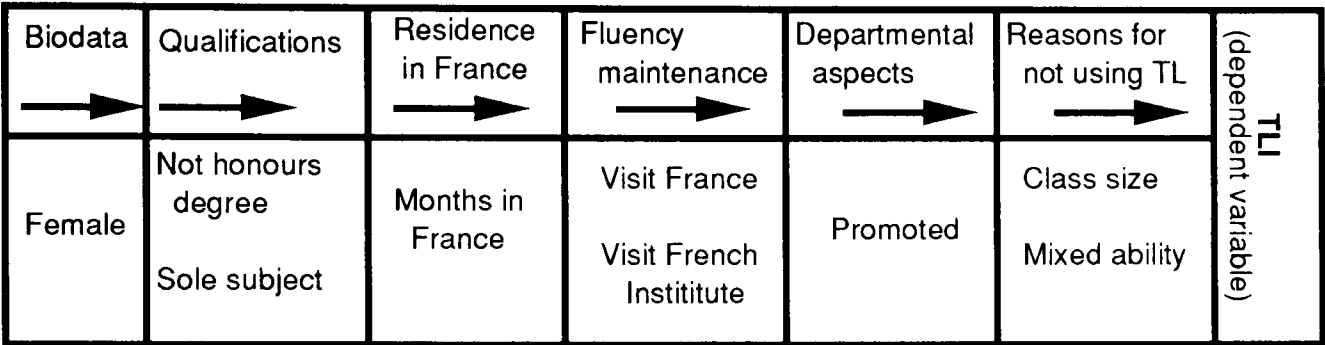 Biodata
Qualifications
Residence
in France
Fluency
maintenance
Departmental
aspects
Reasons for
not using TL
Female
Not honours
degree
Sole subject
Months in
France
Visit France
Visit French
Instititute
Promoted
Class size
Mixed ability
TLI
(dependent variable)